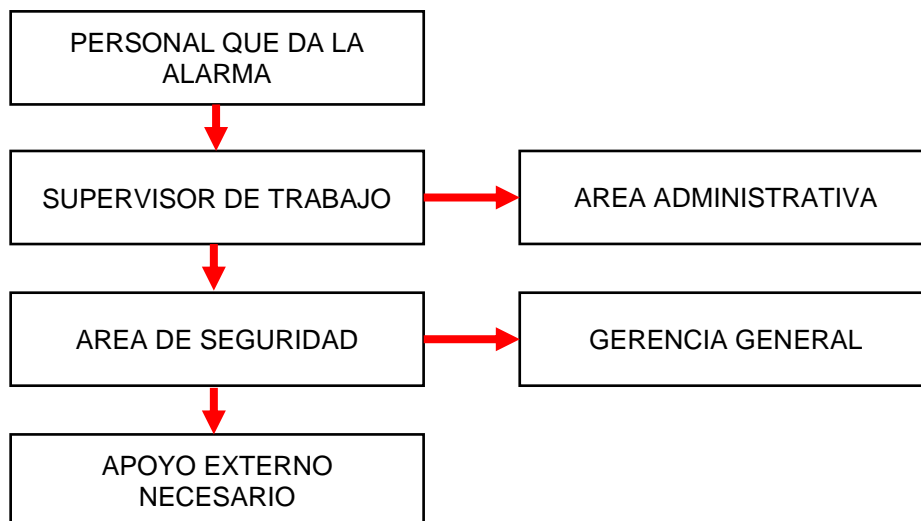 PERSONAL QUE DA LA
ALARMA
SUPERVISOR DE TRABAJO
AREA ADMINISTRATIVA
AREA DE SEGURIDAD
GERENCIA GENERAL
APOYO EXTERNO
NECESARIO